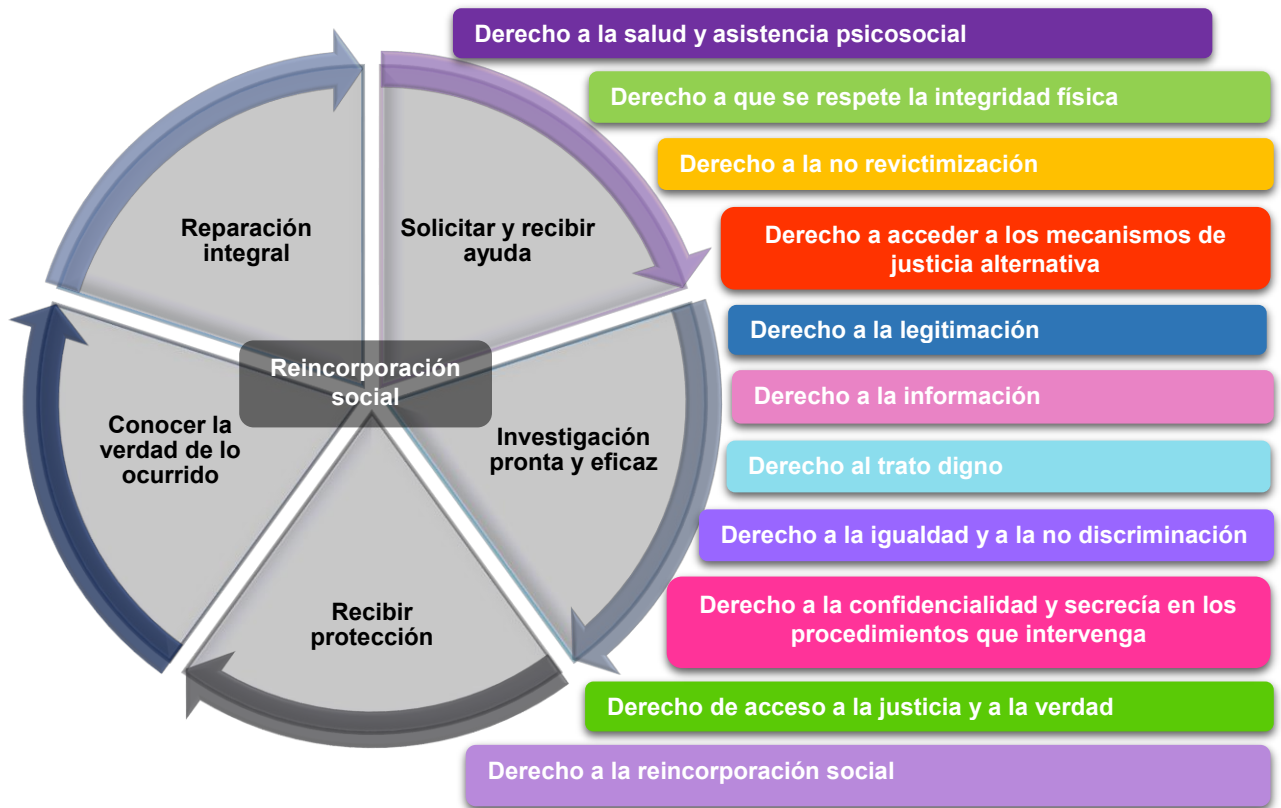 Derecho a la salud y asistencia psicosocial
Derecho a que se respete la integridad física
Derecho a la no revictimización
Derecho a acceder a los mecanismos de
justicia alternativa
Derecho a la legitimación
Derecho a la información
Derecho al trato digno
Derecho a la igualdad y a la no discriminación
Derecho a la confidencialidad y secrecía en los
procedimientos que intervenga
Derecho de acceso a la justicia y a la verdad
Derecho a la reincorporación social
Solicitar y recibir
ayuda
Investigación
pronta y eficaz
Recibir
protección
Conocer la
verdad de lo
ocurrido
Reparación
integral
Reincorporación
social